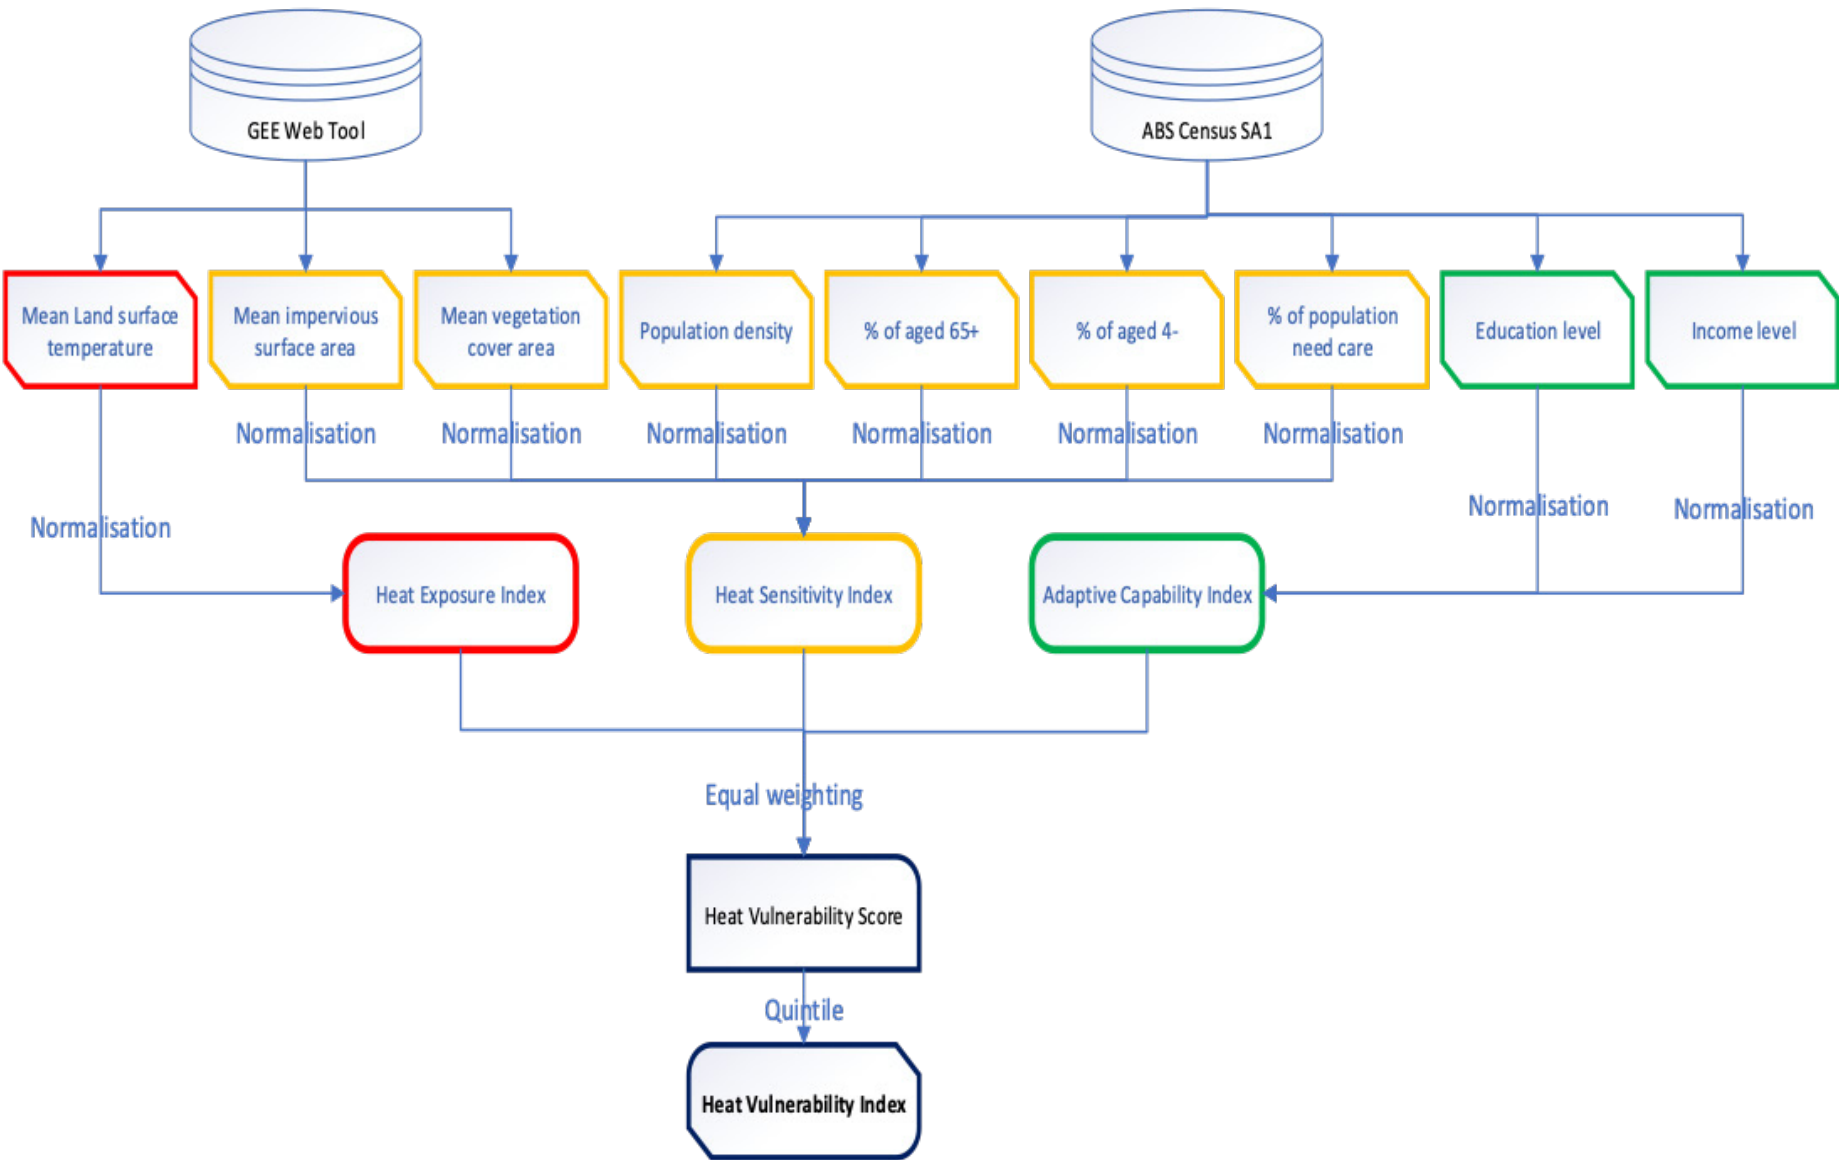 GEE Web Tool
ABS Census SA1
Mean Land surface
temperature
Mean impervious
surface area
Mean vegetation
cover area
Population density
% of aged 65+
% of aged 4-
% of population
need care
Education level
Income level
Normalisation
Normalisation
Normalisation
Normalisation
Normalisation
Normalisation
Normalisation
Normalisation
Normalisation
Heat Exposure Index
Heat Sensitivity Index
Adaptive Capability Index
Equal weighting
Heat Vulnerability Score
Quintile
Heat Vulnerability Index